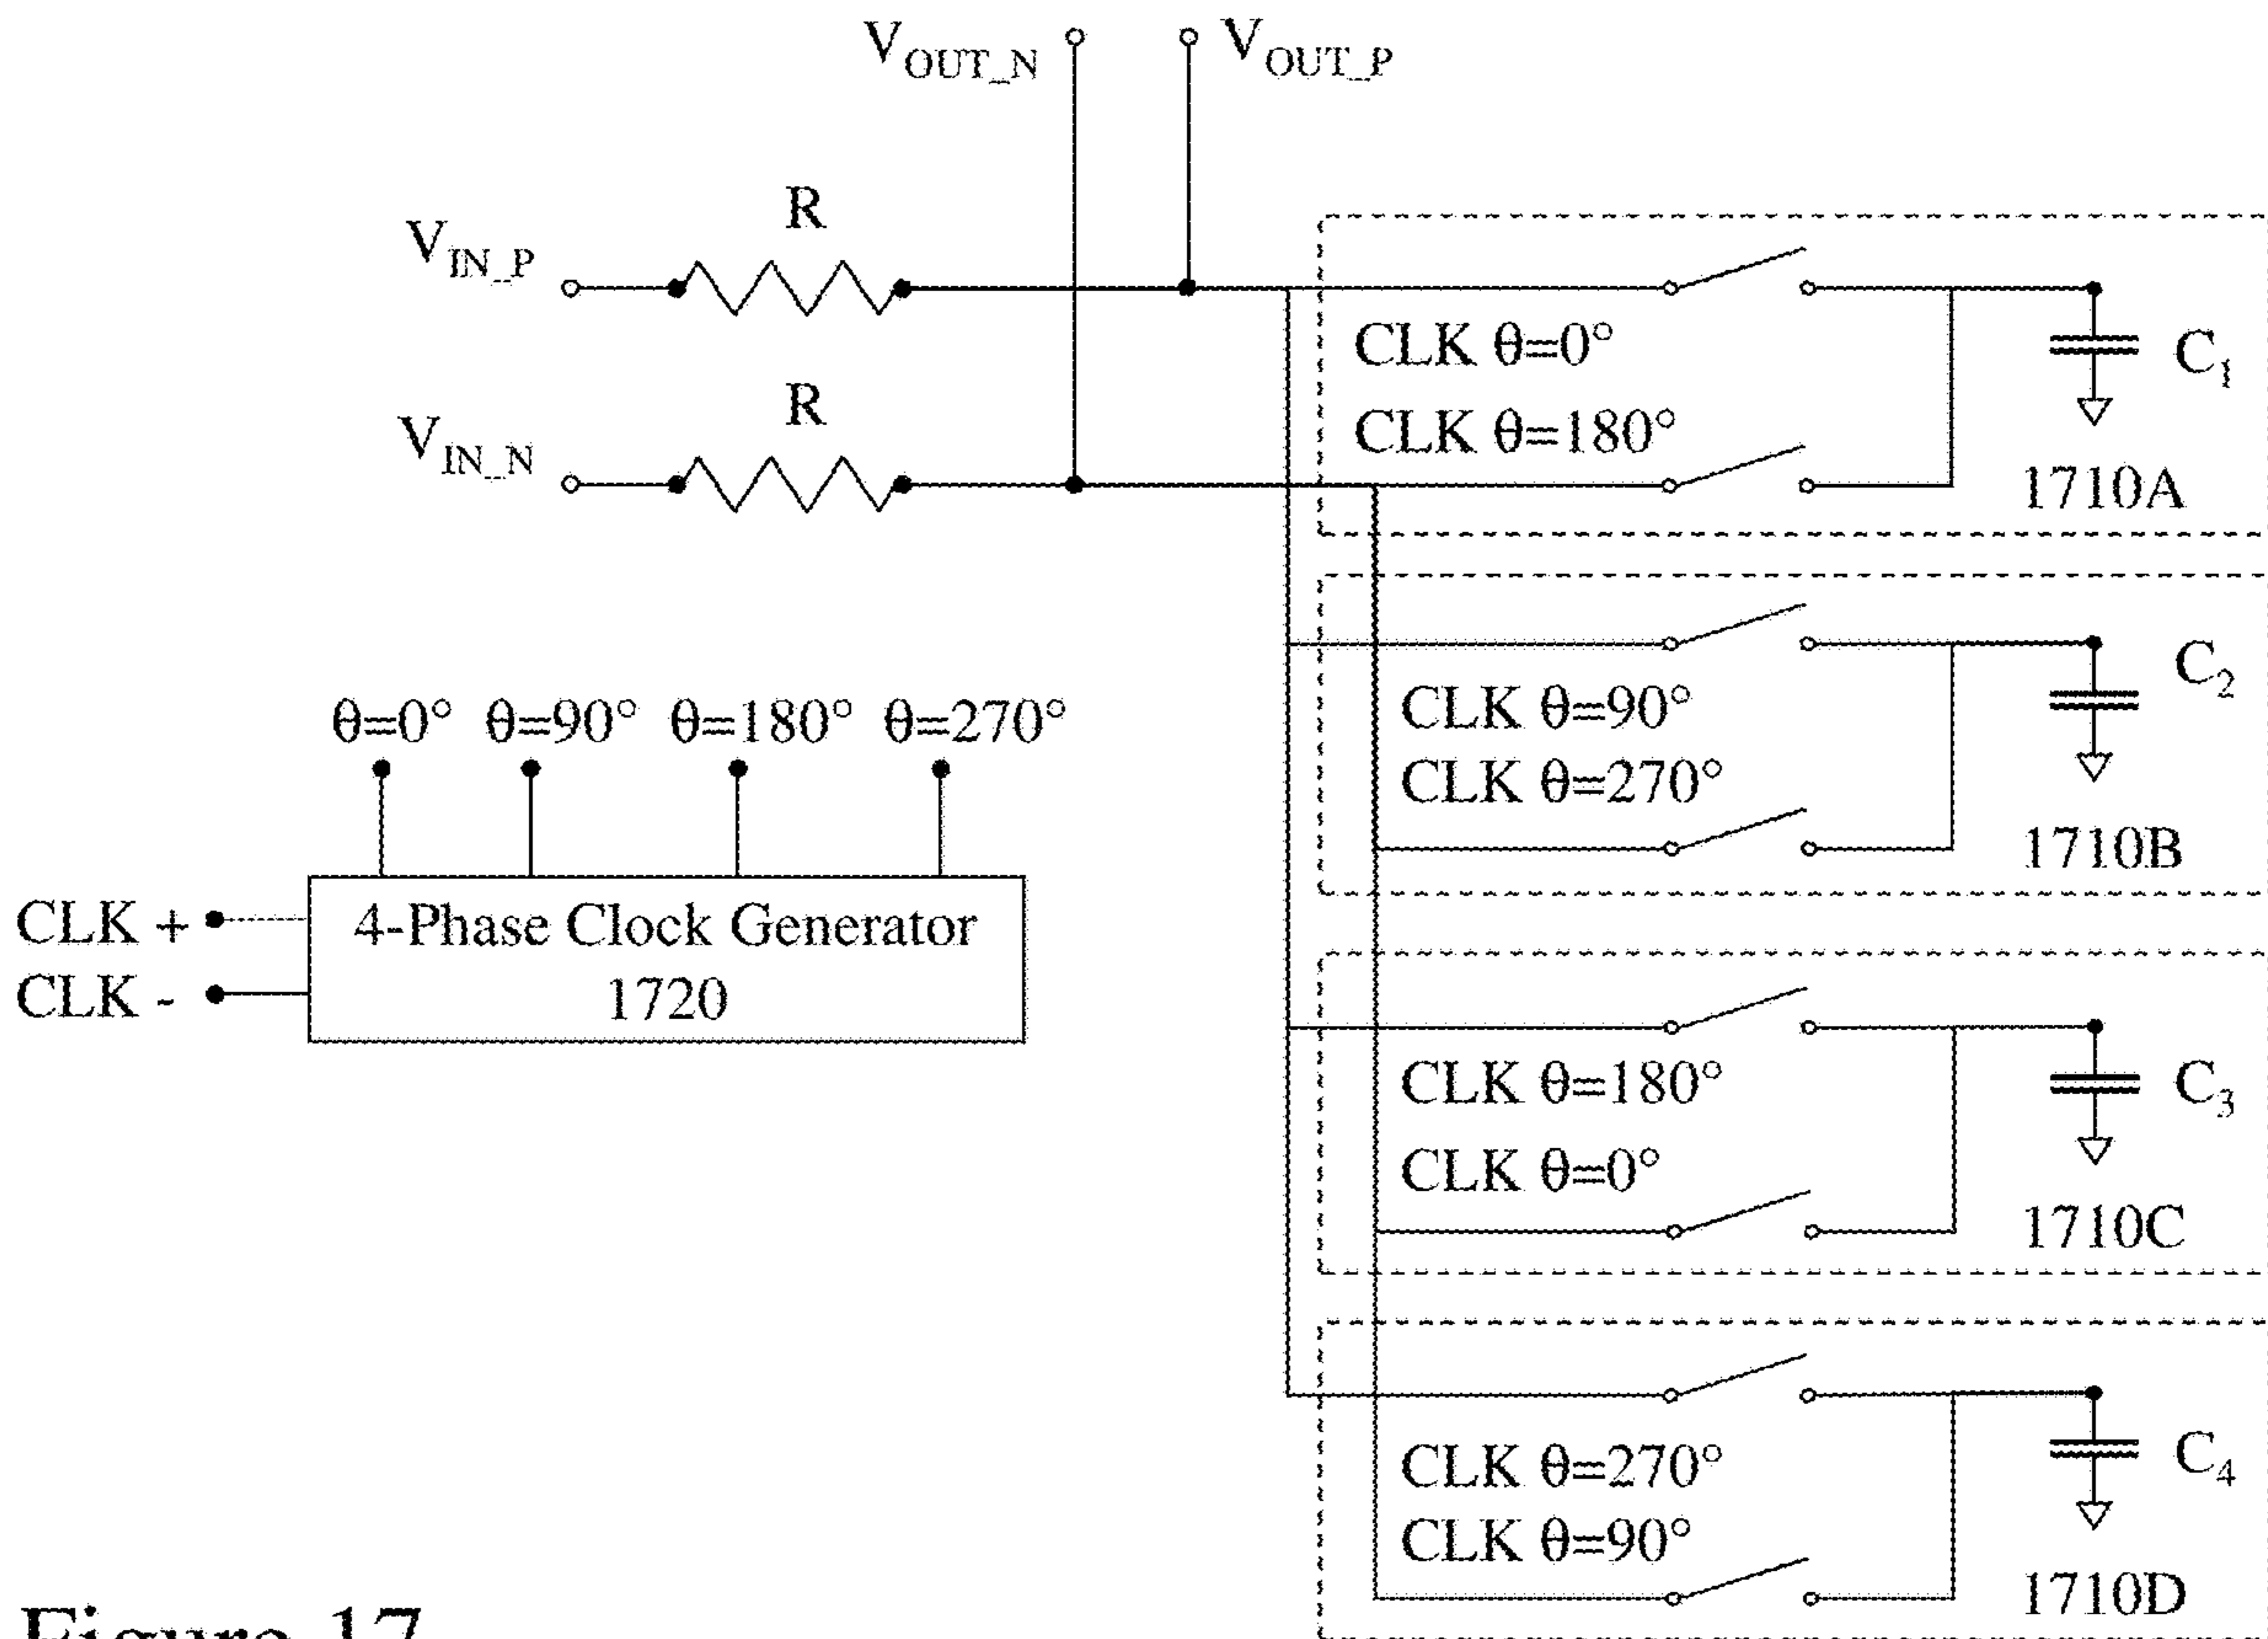 V_OUT_N
V_OUT_P
R
V_IN_P
R
V_IN_N
CLK θ=0°
CLK θ=180°
C₁
1710A
CLK θ=90°
CLK θ=270°
C₂
1710B
θ=0° θ=90° θ=180° θ=270°
CLK +
CLK -
4-Phase Clock Generator
1720
CLK θ=180°
CLK θ=0°
C₃
1710C
CLK θ=270°
CLK θ=90°
C₄
1710D
Figure 17